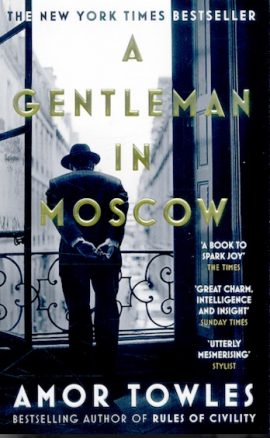 THE NEW YORK TIMES BESTSELLER
A
GENTLEMAN
IN
MOSCOW
'A BOOK TO
SPARK JOY'
THE TIMES
'GREAT CHARM,
INTELLIGENCE
AND INSIGHT'
SUNDAY TIMES
'UTTERLY
MESMERISING'
STYLIST
AMOR TOWLES
BESTSELLING AUTHOR OF RULES OF CIVILITY